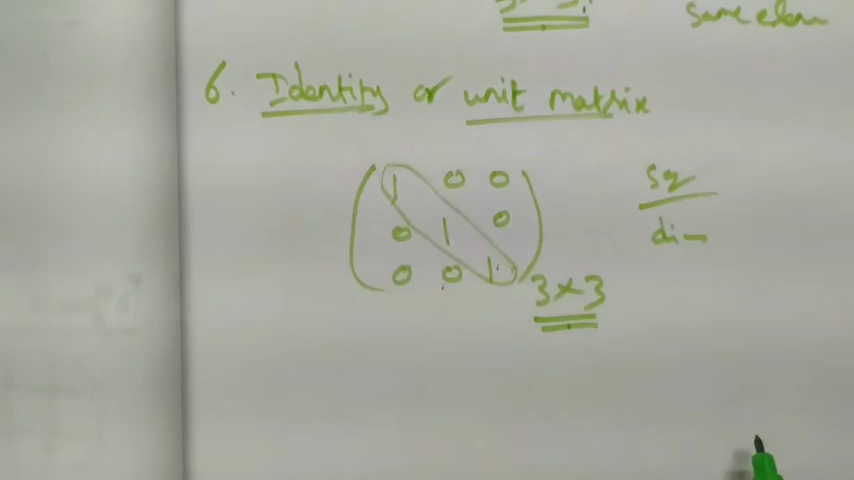 same elem
6. Identity or unit matrix
1 0 0
0 1 0
0 0 1
3×3
sq
di